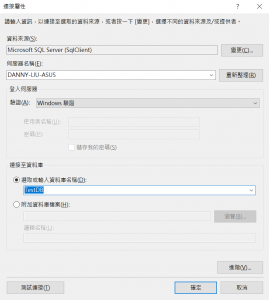 連接屬性
請輸入資訊，以連接至選取的資料來源，或者按一下 [變更]，選擇不同的資料來源及/或提供者。
資料來源(S):
Microsoft SQL Server (SqlClient)
變更(C)...
伺服器名稱(E):
DANNY-LIU-ASUS
重新整理(R)
登入伺服器
驗證(A):
Windows 驗證
使用者名稱(U):
密碼(P):
儲存我的密碼(S)
連接至資料庫
選取或輸入資料庫名稱(D):
TestDB
附加資料庫檔案(H):
瀏覽(B)...
邏輯名稱(L):
進階(V)...
測試連接(T)
確定
取消